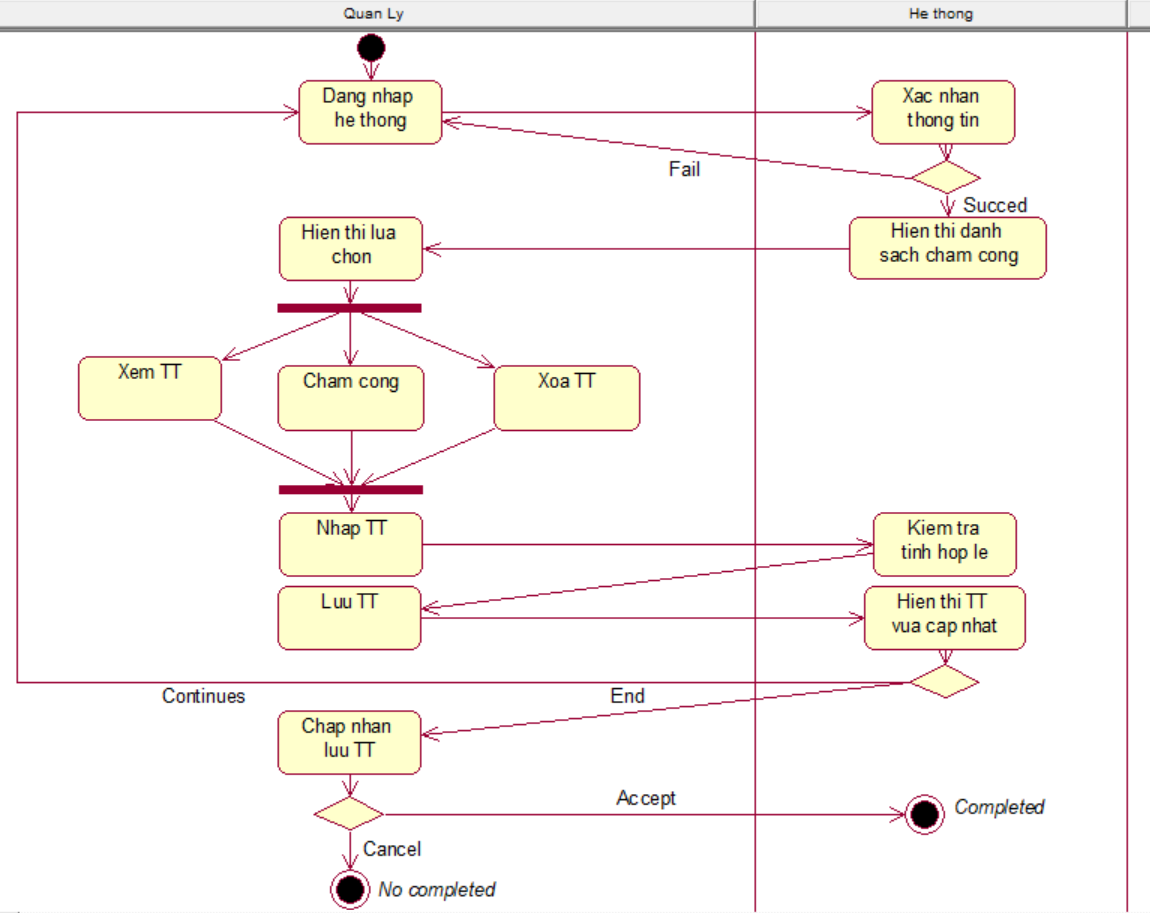 Quan Ly
He thong
Dang nhap
he thong
Xac nhan
thong tin
Fail
Succed
Hien thi lua
chon
Hien thi danh
sach cham cong
Xem TT
Cham cong
Xoa TT
Nhap TT
Kiem tra
tinh hop le
Luu TT
Hien thi TT
vua cap nhat
Continues
End
Chap nhan
luu TT
Accept
Completed
Cancel
No completed